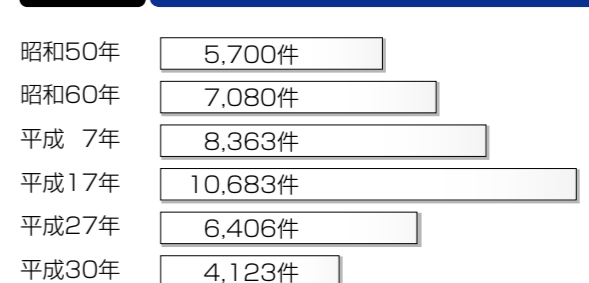 昭和50年 5,700件
昭和60年 7,080件
平成 7年 8,363件
平成17年 10,683件
平成27年 6,406件
平成30年 4,123件